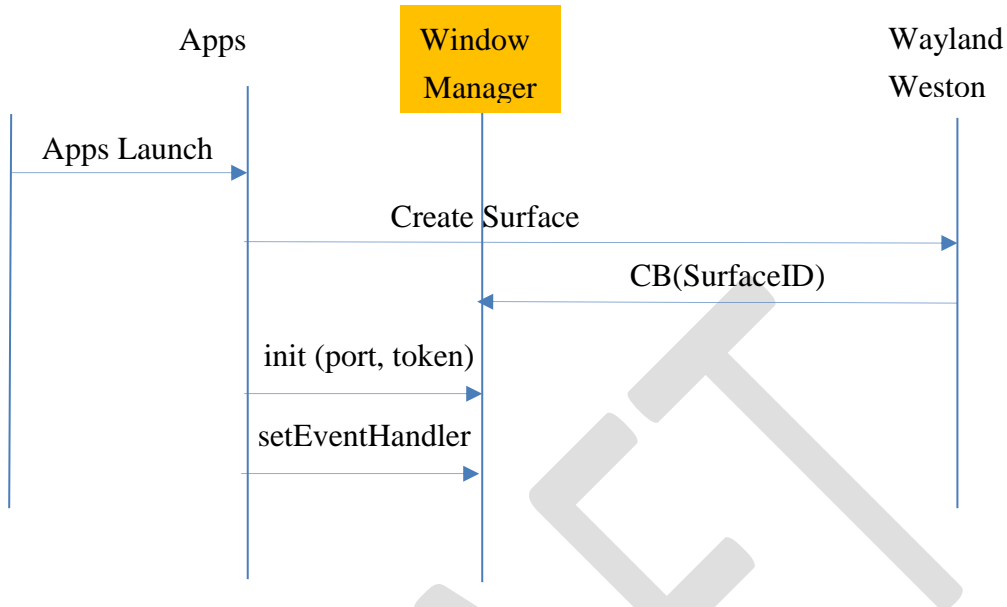 Apps
Window
Manager
Wayland
Weston
Apps Launch
Create Surface
CB(SurfaceID)
init (port, token)
setEventHandler